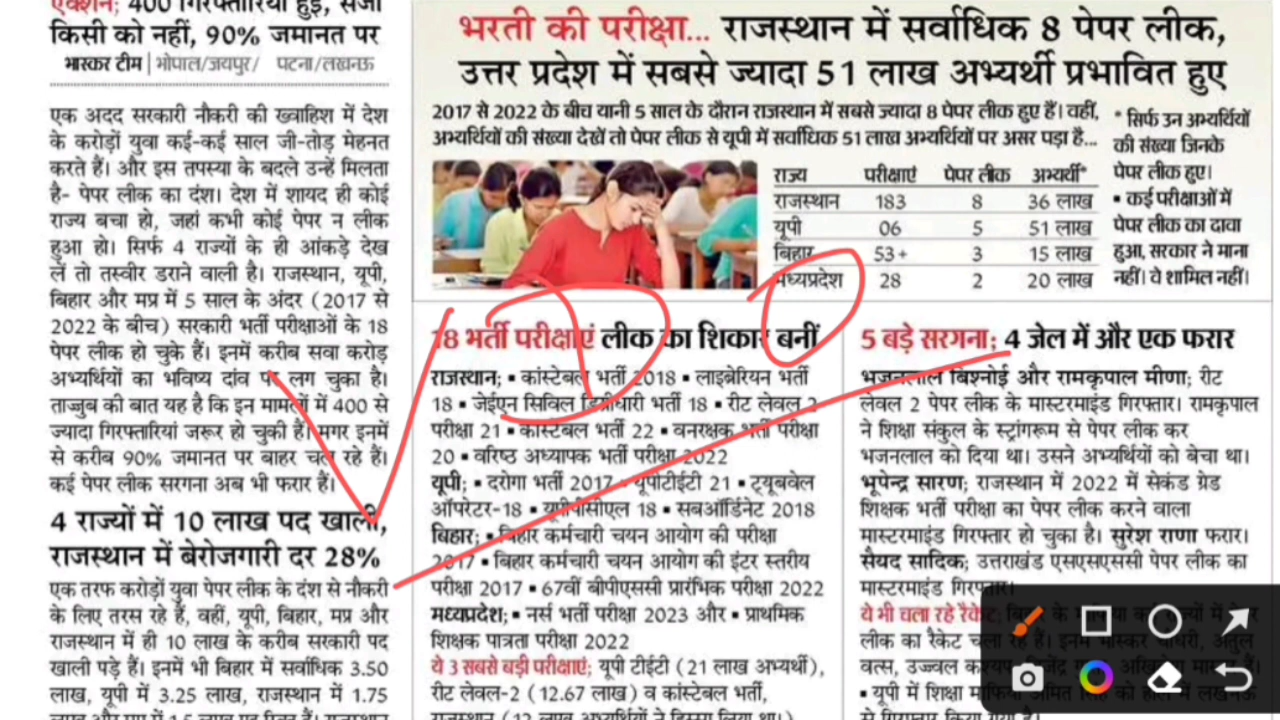 एक्शन; 400 गिरफ्तारियां हुईं, सजा
किसी को नहीं, 90% जमानत पर
भास्कर टीम | भोपाल/जयपुर/ पटना/लखनऊ
एक अदद सरकारी नौकरी की ख्वाहिश में देश
के करोड़ों युवा कई-कई साल जी-तोड़ मेहनत
करते हैं। और इस तपस्या के बदले उन्हें मिलता
है- पेपर लीक का दंश। देश में शायद ही कोई
राज्य बचा हो, जहां कभी कोई पेपर न लीक
हुआ हो। सिर्फ 4 राज्यों के ही आंकड़े देख
लें तो तस्वीर डराने वाली है। राजस्थान, यूपी,
बिहार और मप्र में 5 साल के अंदर (2017 से
2022 के बीच) सरकारी भर्ती परीक्षाओं के 18
पेपर लीक हो चुके हैं। इनमें करीब सवा करोड़
अभ्यर्थियों का भविष्य दांव पर लग चुका है।
ताज्जुब की बात यह है कि इन मामलों में 400 से
ज्यादा गिरफ्तारियां जरूर हो चुकी हैं। मगर इनमें
से करीब 90% जमानत पर बाहर चल रहे हैं।
कई पेपर लीक सरगना अब भी फरार हैं।
4 राज्यों में 10 लाख पद खाली,
राजस्थान में बेरोजगारी दर 28%
एक तरफ करोड़ों युवा पेपर लीक के दंश से नौकरी
के लिए तरस रहे हैं, वहीं, यूपी, बिहार, मप्र और
राजस्थान में ही 10 लाख के करीब सरकारी पद
खाली पड़े हैं। इनमें भी बिहार में सर्वाधिक 3.50
लाख, यूपी में 3.25 लाख, राजस्थान में 1.75
भरती की परीक्षा... राजस्थान में सर्वाधिक 8 पेपर लीक,
उत्तर प्रदेश में सबसे ज्यादा 51 लाख अभ्यर्थी प्रभावित हुए
2017 से 2022 के बीच यानी 5 साल के दौरान राजस्थान में सबसे ज्यादा 8 पेपर लीक हुए हैं। वहीं,
अभ्यर्थियों की संख्या देखें तो पेपर लीक से यूपी में सर्वाधिक 51 लाख अभ्यर्थियों पर असर पड़ा है...
राज्य परीक्षाएं पेपर लीक अभ्यर्थी*
राजस्थान 183 8 36 लाख
यूपी 06 5 51 लाख
बिहार 53+ 3 15 लाख
मध्यप्रदेश 28 2 20 लाख
* सिर्फ उन अभ्यर्थियों
की संख्या जिनके
पेपर लीक हुए।
▪ कई परीक्षाओं में
पेपर लीक का दावा
हुआ, सरकार ने माना
नहीं। वे शामिल नहीं।
18 भर्ती परीक्षाएं लीक का शिकार बनीं
राजस्थान; ▪ कांस्टेबल भर्ती 2018 ▪ लाइब्रेरियन भर्ती
18 ▪ जेईएन सिविल डिग्रीधारी भर्ती 18 ▪ रीट लेवल 2
परीक्षा 21 ▪ कांस्टेबल भर्ती 22 ▪ वनरक्षक भर्ती परीक्षा
20 ▪ वरिष्ठ अध्यापक भर्ती परीक्षा 2022
यूपी; ▪ दरोगा भर्ती 2017 ▪ यूपीटीईटी 21 ▪ ट्यूबवेल
ऑपरेटर-18 ▪ यूपीपीसीएल 18 ▪ सबऑर्डिनेट 2018
बिहार; ▪ बिहार कर्मचारी चयन आयोग की परीक्षा
2017 ▪ बिहार कर्मचारी चयन आयोग की इंटर स्तरीय
परीक्षा 2017 ▪ 67वीं बीपीएससी प्रारंभिक परीक्षा 2022
मध्यप्रदेश; ▪ नर्स भर्ती परीक्षा 2023 और ▪ प्राथमिक
शिक्षक पात्रता परीक्षा 2022
ये 3 सबसे बड़ी परीक्षाएं; यूपी टीईटी (21 लाख अभ्यर्थी),
रीट लेवल-2 (12.67 लाख) व कांस्टेबल भर्ती,
राजस्थान (12 लाख अभ्यर्थियों ने हिस्सा लिया था।)
5 बड़े सरगना; 4 जेल में और एक फरार
भजनलाल बिश्नोई और रामकृपाल मीणा; रीट
लेवल 2 पेपर लीक के मास्टरमाइंड गिरफ्तार। रामकृपाल
ने शिक्षा संकुल के स्ट्रांगरूम से पेपर लीक कर
भजनलाल को दिया था। उसने अभ्यर्थियों को बेचा था।
भूपेन्द्र सारण; राजस्थान में 2022 में सेकंड ग्रेड
शिक्षक भर्ती परीक्षा का पेपर लीक करने वाला
मास्टरमाइंड गिरफ्तार हो चुका है। सुरेश राणा फरार।
सैयद सादिक; उत्तराखंड एसएसएससी पेपर लीक का
मास्टरमाइंड गिरफ्तार।
ये भी चला रहे रैकेट;
लीक का रैकेट चला रहे हैं। इनमें
वत्स, उज्ज्वल
▪ यूपी में शिक्षा माफिया